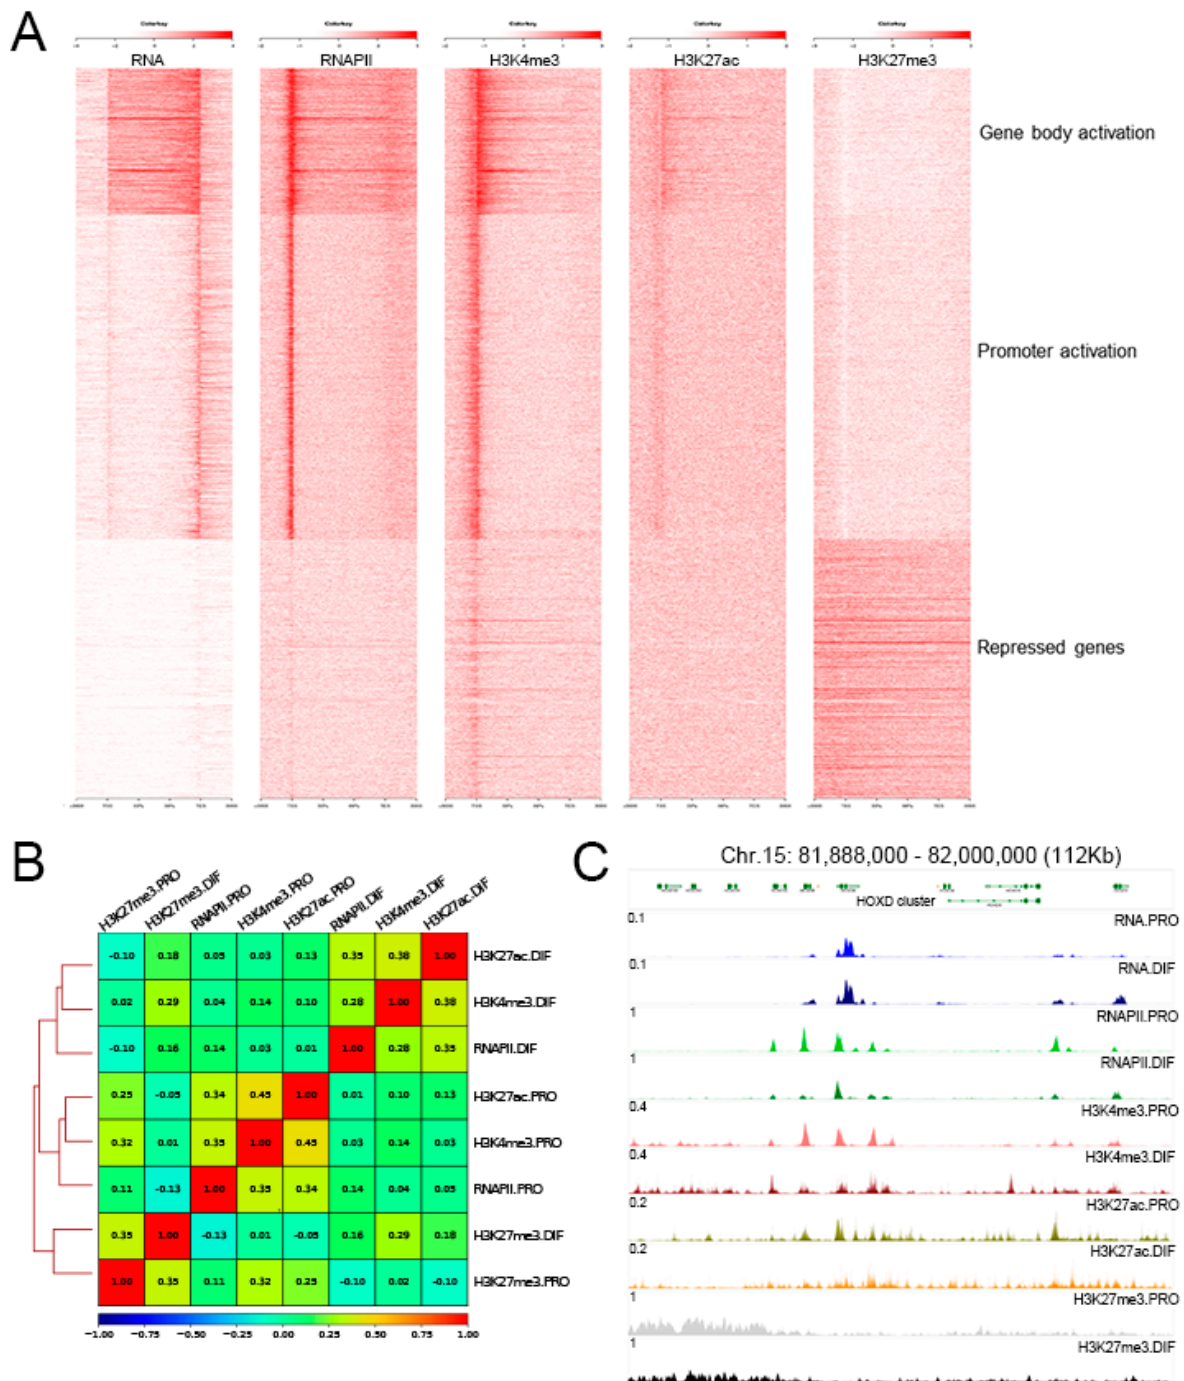 A
Colorkey Colorkey Colorkey Colorkey Colorkey
RNA RNAPII H3K4me3 H3K27ac H3K27me3
Gene body activation
Promoter activation
Repressed genes
B
H3K27me3.PRO H3K27me3.DIF RNAPII.PRO H3K4me3.PRO H3K27ac.PRO RNAPII.DIF H3K4me3.DIF H3K27ac.DIF
-0.10 0.18 0.05 0.03 0.13 0.35 0.38 1.00 H3K27ac.DIF
0.02 0.29 0.04 0.14 0.10 0.28 1.00 0.38 H3K4me3.DIF
-0.10 0.16 0.14 0.03 0.01 1.00 0.28 0.35 RNAPII.DIF
0.25 -0.05 0.34 0.45 1.00 0.01 0.10 0.13 H3K27ac.PRO
0.32 0.01 0.35 1.00 0.45 0.03 0.14 0.03 H3K4me3.PRO
0.11 -0.13 1.00 0.35 0.34 0.14 0.04 0.05 RNAPII.PRO
0.35 1.00 -0.13 0.01 -0.05 0.16 0.29 0.18 H3K27me3.DIF
1.00 0.35 0.11 0.32 0.25 -0.10 0.02 -0.10 H3K27me3.PRO
−1.00 −0.75 −0.50 −0.25 0.00 0.25 0.50 0.75 1.00
C
Chr.15: 81,888,000 - 82,000,000 (112Kb)
HOXD cluster
0.1 RNA.PRO
0.1 RNA.DIF
1 RNAPII.PRO
1 RNAPII.DIF
0.4 H3K4me3.PRO
0.4 H3K4me3.DIF
0.2 H3K27ac.PRO
0.2 H3K27ac.DIF
1 H3K27me3.PRO
1 H3K27me3.DIF